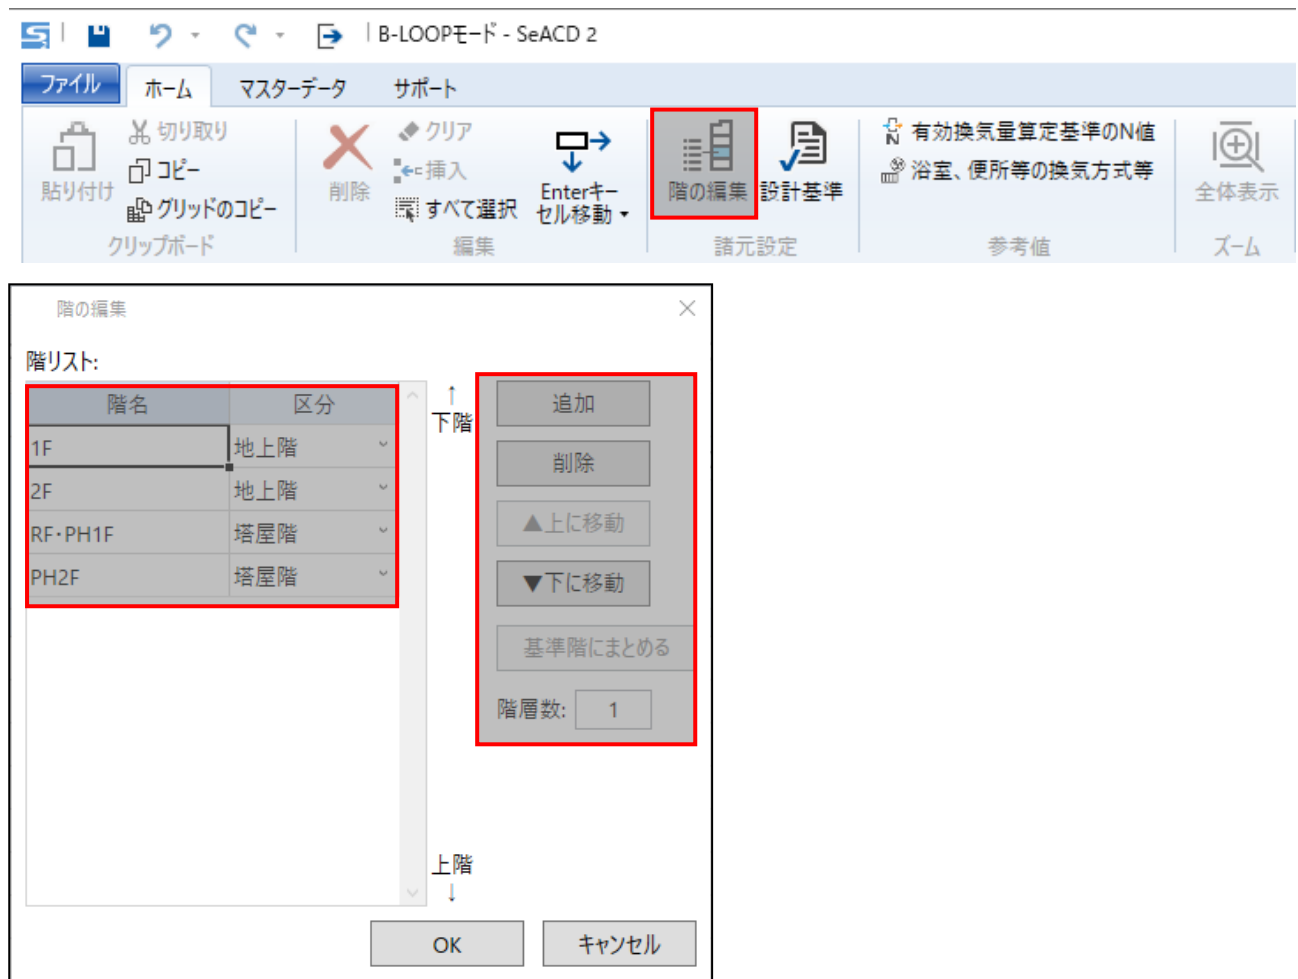 B-LOOPモード - SeACD 2
ファイル ホーム マスターデータ サポート
貼り付け
切り取り
コピー
グリッドのコピー
クリップボード
削除
クリア
挿入
すべて選択
Enterキー
セル移動
編集
階の編集
設計基準
諸元設定
有効換気量算定基準のN値
浴室、便所等の換気方式等
参考値
全体表示
ズーム
階の編集
階リスト:
階名 区分
1F 地上階
2F 地上階
RF・PH1F 塔屋階
PH2F 塔屋階
↑
下階
追加
削除
▲上に移動
▼下に移動
基準階にまとめる
階層数: 1
上階
↓
OK キャンセル